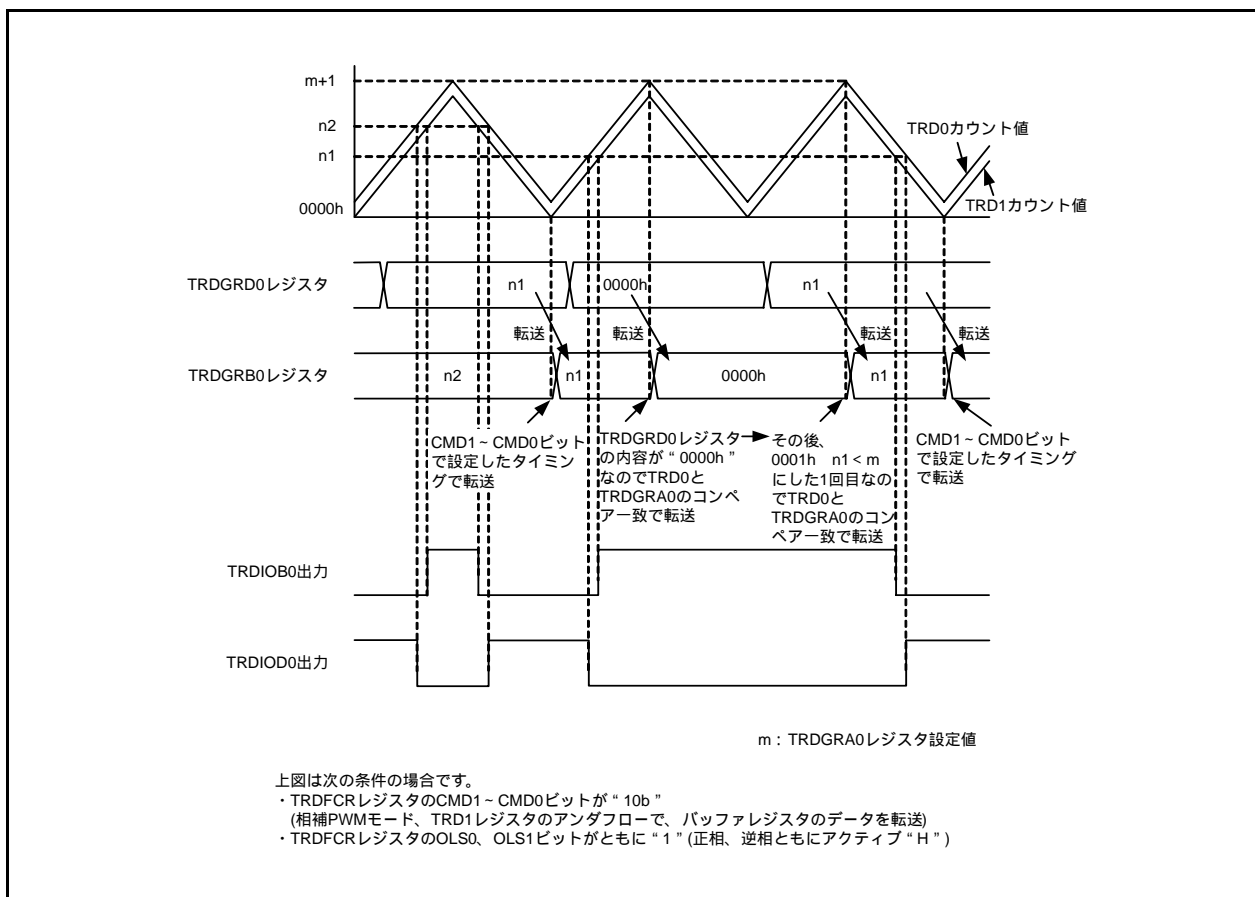 m+1
n2
n1
0000h
TRD0カウント値
TRD1カウント値
TRDGRD0レジスタ
n1
0000h
n1
転送
転送
転送
転送
TRDGRB0レジスタ
n2
n1
0000h
n1
CMD1~CMD0ビット
で設定したタイミン
グで転送
TRDGRD0レジスタ
の内容が“0000h”
なのでTRD0と
TRDGRA0のコンペ
アー致で転送
その後、
0001h n1<m
にした1回目なの
でTRD0と
TRDGRA0のコン
ペアー致で転送
CMD1~CMD0ビット
で設定したタイミング
で転送
TRDIOB0出力
TRDIOD0出力
m:TRDGRA0レジスタ設定値
上図は次の条件の場合です。
・TRDFCRレジスタのCMD1~CMD0ビットが“10b”
(相補PWMモード、TRD1レジスタのアンダフローで、バッファレジスタのデータを転送)
・TRDFCRレジスタのOLS0、OLS1ビットがともに“1”(正相、逆相ともにアクティブ“H”)